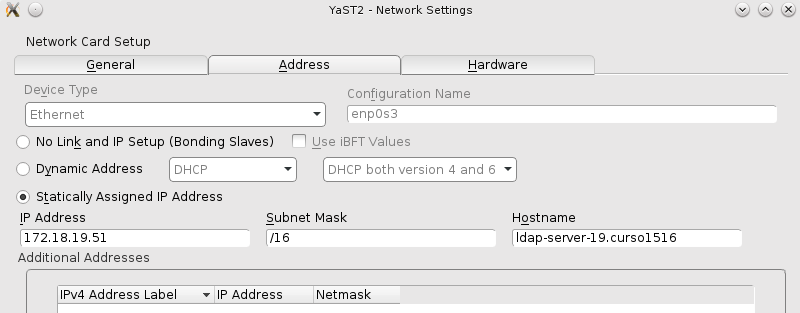 YaST2 - Network Settings
Network Card Setup
General Address Hardware
Device Type Configuration Name
Ethernet enp0s3
No Link and IP Setup (Bonding Slaves) Use iBFT Values
Dynamic Address DHCP DHCP both version 4 and 6
Statically Assigned IP Address
IP Address Subnet Mask Hostname
172.18.19.51 /16 ldap-server-19.curso1516
Additional Addresses
IPv4 Address Label IP Address Netmask